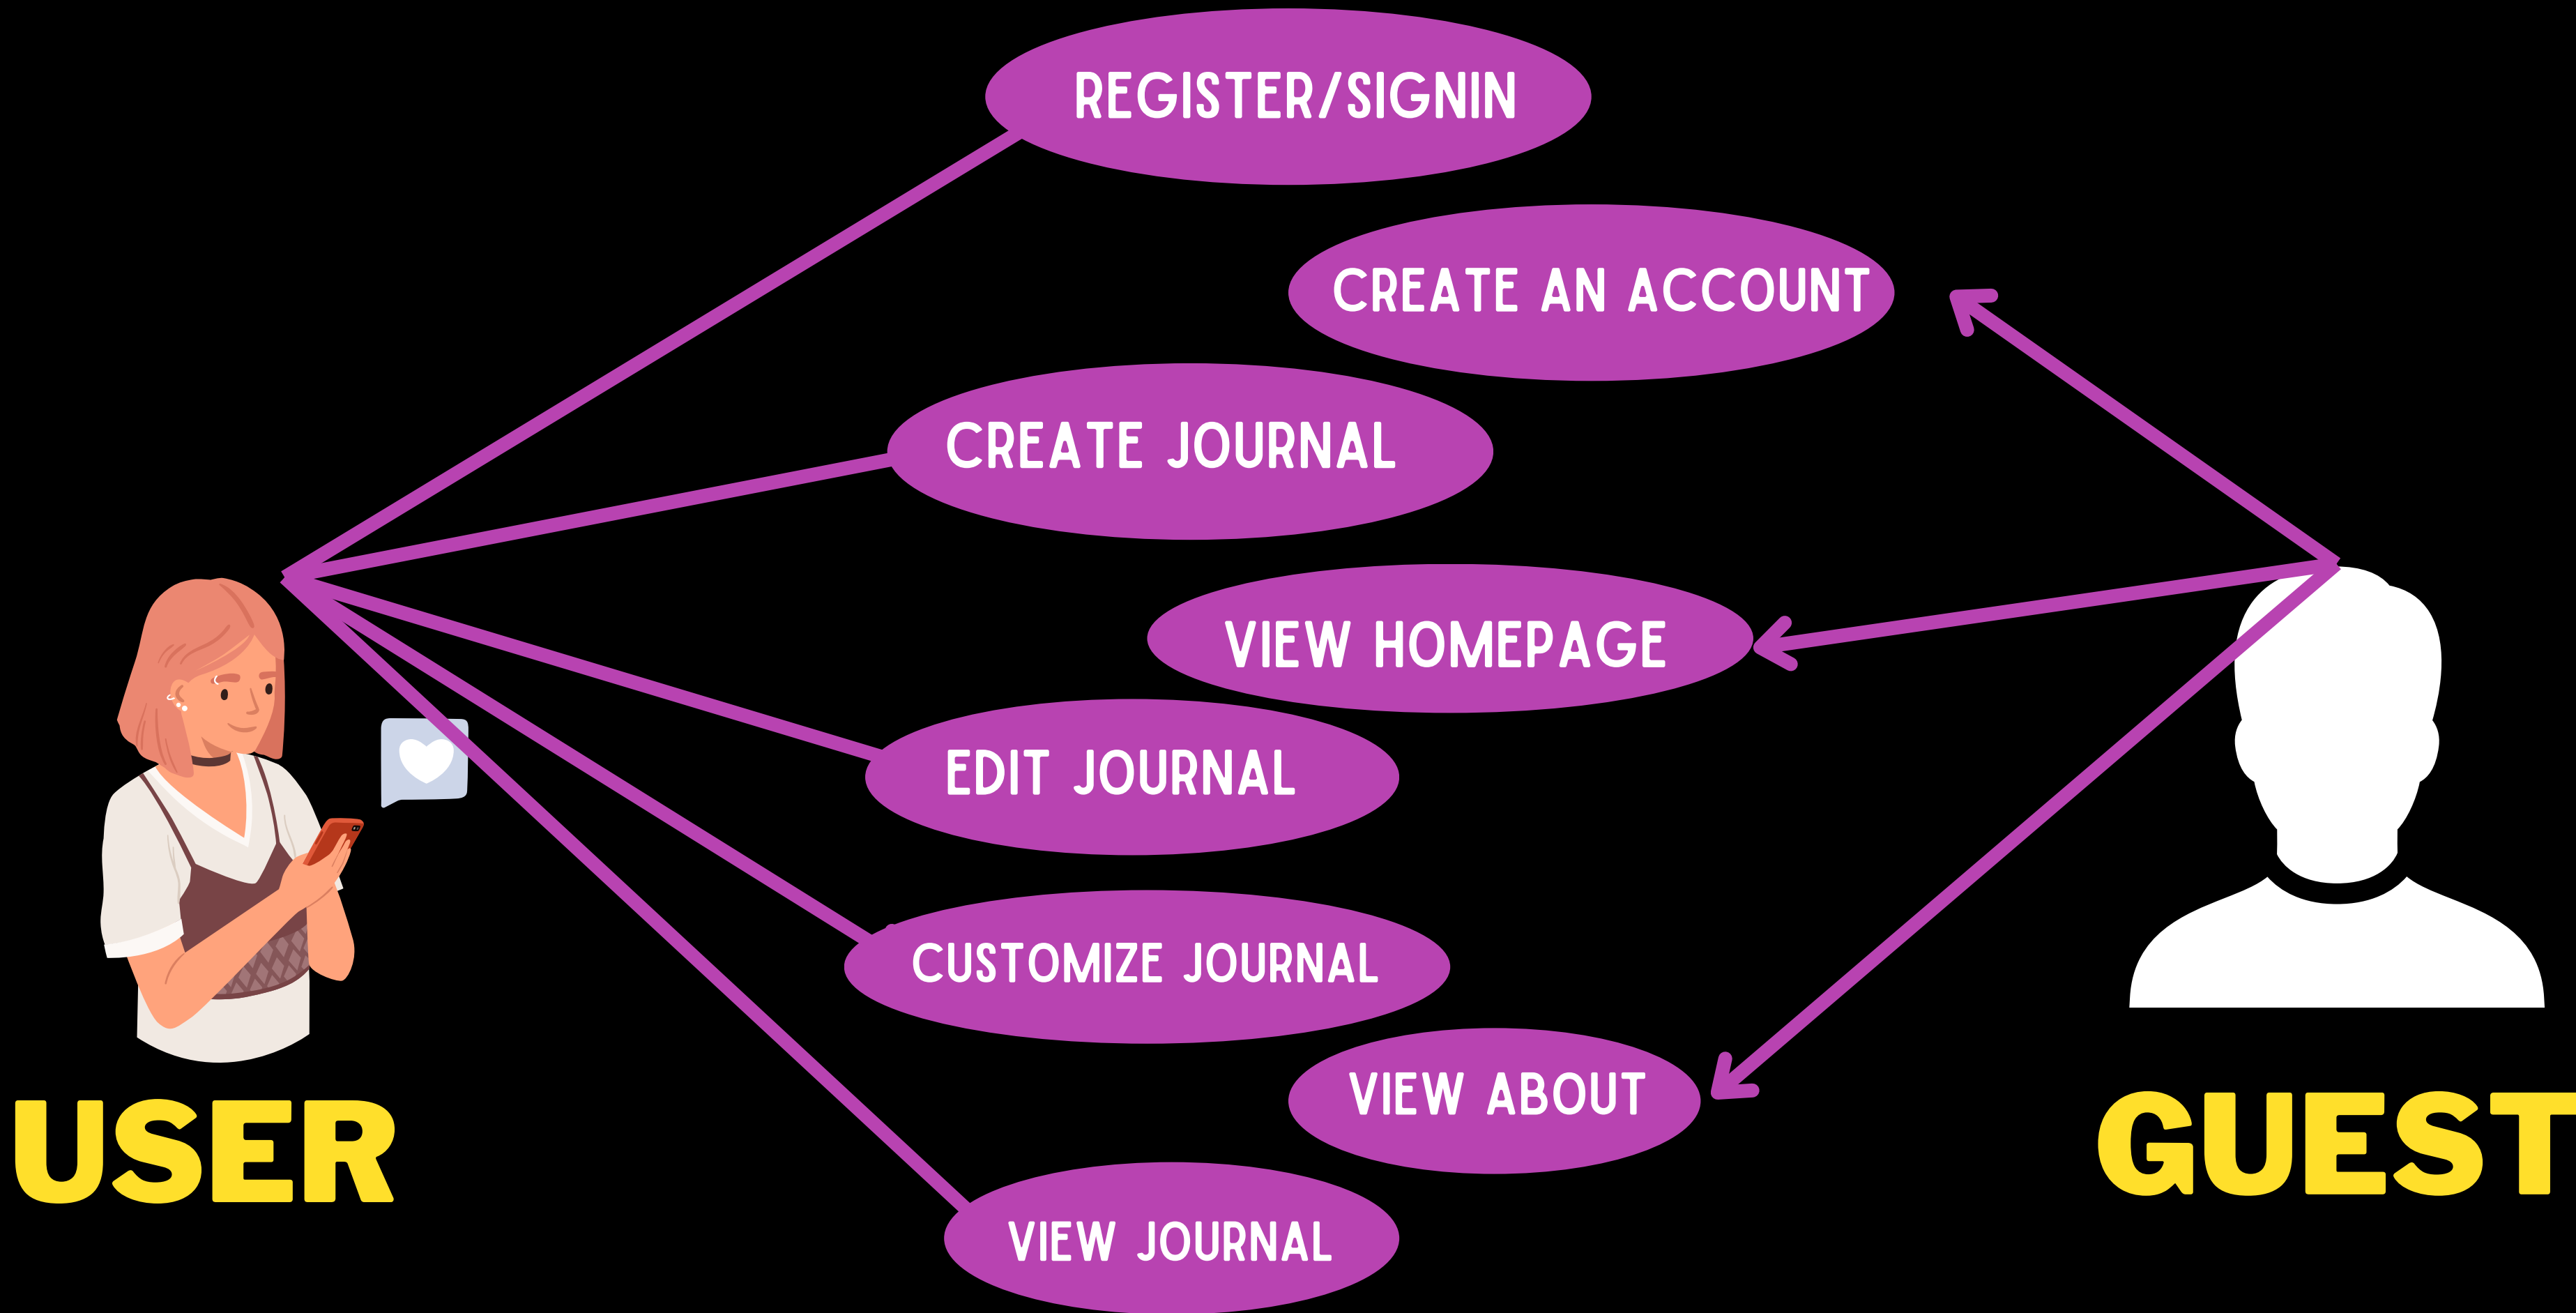 REGISTER/SIGNIN
CREATE AN ACCOUNT
CREATE JOURNAL
VIEW HOMEPAGE
EDIT JOURNAL
CUSTOMIZE JOURNAL
VIEW ABOUT
USER
GUEST
VIEW JOURNAL